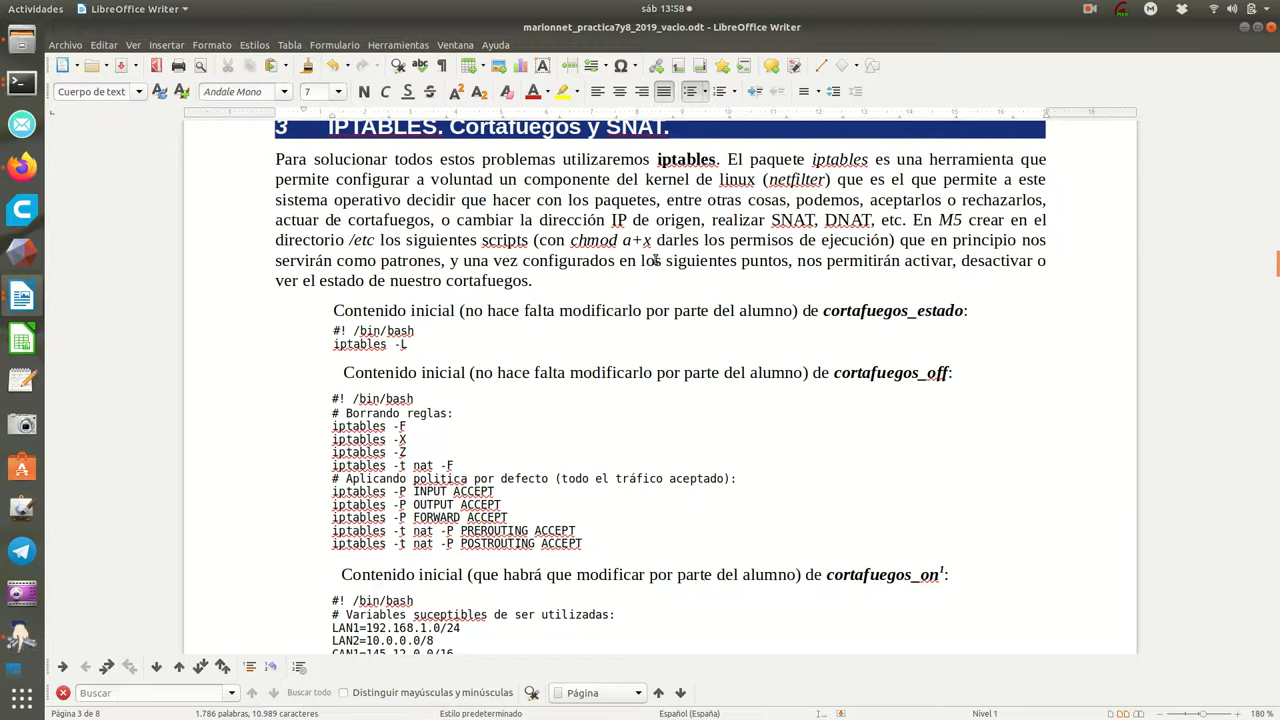 Actividades
LibreOffice Writer
sáb 13:58
marionnet_practica7y8_2019_vacio.odt - LibreOffice Writer
Archivo Editar Ver Insertar Formato Estilos Tabla Formulario Herramientas Ventana Ayuda
Cuerpo de text
Andale Mono
7
N C S S
3 IPTABLES. Cortafuegos y SNAT.
Para solucionar todos estos problemas utilizaremos iptables. El paquete iptables es una herramienta que
permite configurar a voluntad un componente del kernel de linux (netfilter) que es el que permite a este
sistema operativo decidir que hacer con los paquetes, entre otras cosas, podemos, aceptarlos o rechazarlos,
actuar de cortafuegos, o cambiar la dirección IP de origen, realizar SNAT, DNAT, etc. En M5 crear en el
directorio /etc los siguientes scripts (con chmod a+x darles los permisos de ejecución) que en principio nos
servirán como patrones, y una vez configurados en los siguientes puntos, nos permitirán activar, desactivar o
ver el estado de nuestro cortafuegos.
Contenido inicial (no hace falta modificarlo por parte del alumno) de cortafuegos_estado:
#! /bin/bash
iptables -L
Contenido inicial (no hace falta modificarlo por parte del alumno) de cortafuegos_off:
#! /bin/bash
# Borrando reglas:
iptables -F
iptables -X
iptables -Z
iptables -t nat -F
# Aplicando politica por defecto (todo el tráfico aceptado):
iptables -P INPUT ACCEPT
iptables -P OUTPUT ACCEPT
iptables -P FORWARD ACCEPT
iptables -t nat -P PREROUTING ACCEPT
iptables -t nat -P POSTROUTING ACCEPT
Contenido inicial (que habrá que modificar por parte del alumno) de cortafuegos_on1:
#! /bin/bash
# Variables suceptibles de ser utilizadas:
LAN1=192.168.1.0/24
LAN2=10.0.0.0/8
CAN1=145.12.0.0/16
Buscar
Buscar todo
Distinguir mayúsculas y minúsculas
Página
Página 3 de 8
1.786 palabras, 10.989 caracteres
Estilo predeterminado
Español (España)
Nivel 1
180 %